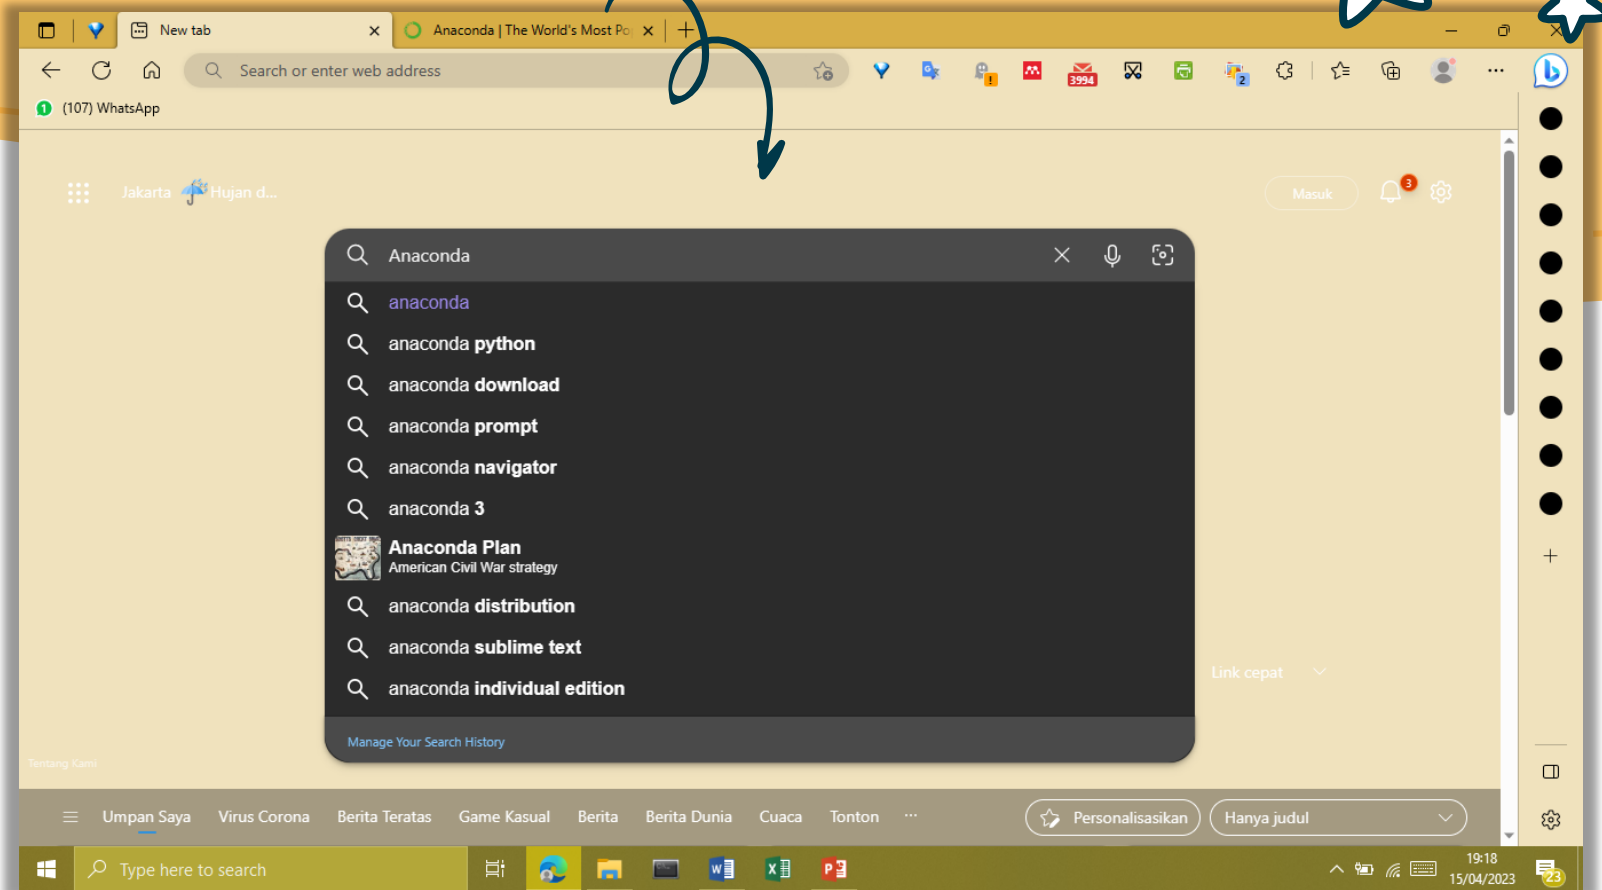 New tab
Anaconda | The World's Most Po
Search or enter web address
3994
2
1 (107) WhatsApp
Jakarta Hujan d...
Masuk
3
Anaconda
anaconda
anaconda python
anaconda download
anaconda prompt
anaconda navigator
anaconda 3
Anaconda Plan
American Civil War strategy
anaconda distribution
anaconda sublime text
anaconda individual edition
Link cepat
Manage Your Search History
Tentang Kami
Umpan Saya Virus Corona Berita Teratas Game Kasual Berita Berita Dunia Cuaca Tonton ... Personalisasikan Hanya judul
Type here to search
19:18
15/04/2023
23